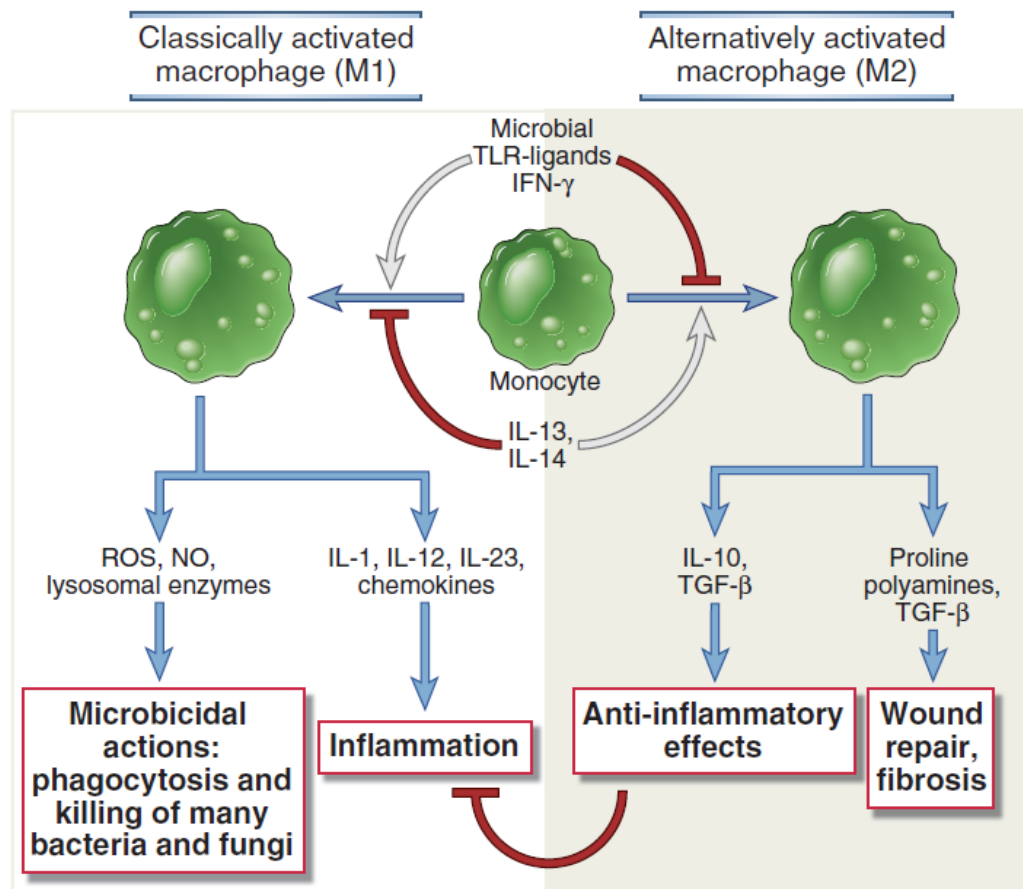 Classically activated
macrophage (M1)
Alternatively activated
macrophage (M2)
Microbial
TLR-ligands
IFN-γ
Monocyte
IL-13,
IL-14
ROS, NO,
lysosomal enzymes
IL-1, IL-12, IL-23,
chemokines
IL-10,
TGF-β
Proline
polyamines,
TGF-β
Microbicidal
actions:
phagocytosis and
killing of many
bacteria and fungi
Inflammation
Anti-inflammatory
effects
Wound
repair,
fibrosis